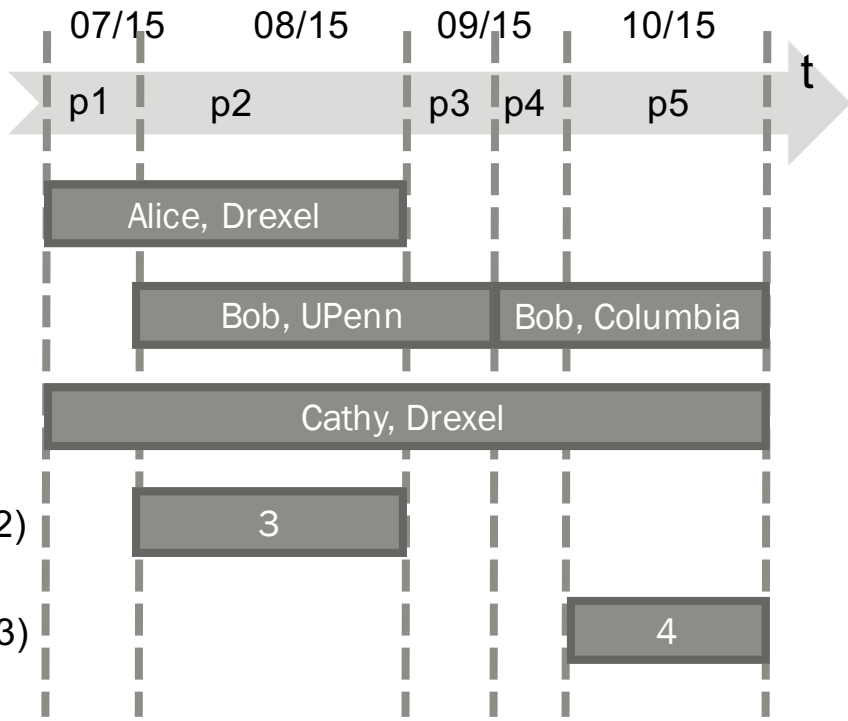 07/15 08/15 09/15 10/15
t
p1 p2 p3 p4 p5
Alice, Drexel
Bob, UPenn Bob, Columbia
Cathy, Drexel
2) 3
3) 4